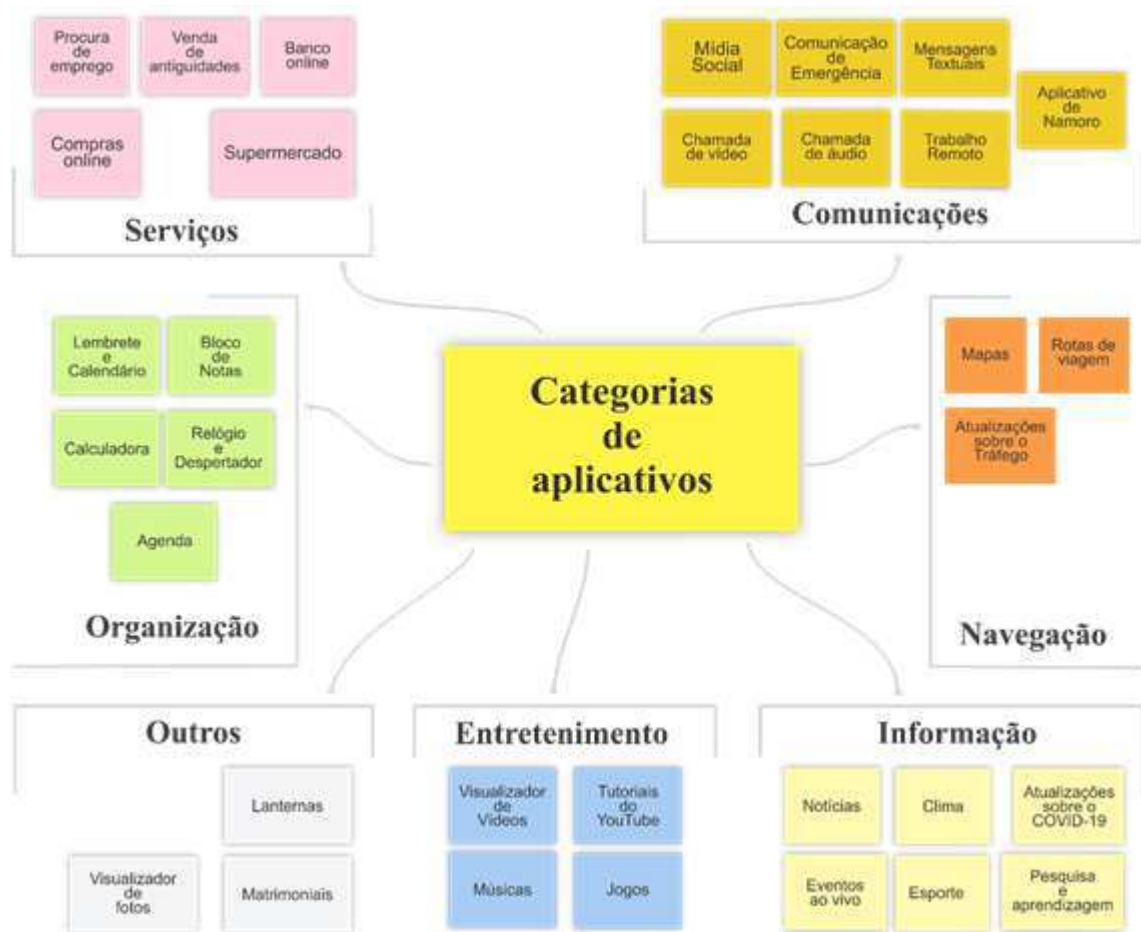 Procura
de
emprego
Venda
de
antiguidades
Banco
online
Compras
online
Supermercado
Serviços
Mídia
Social
Comunicação
de
Emergência
Mensagens
Textuais
Aplicativo
de
Namoro
Chamada
de vídeo
Chamada
de áudio
Trabalho
Remoto
Comunicações
Lembrete
e
Calendário
Bloco
de
Notas
Calculadora
Relógio
e
Despertador
Agenda
Organização
Categorias
de
aplicativos
Mapas
Rotas de
viagem
Atualizações
sobre o
Tráfego
Navegação
Outros
Lanternas
Visualizador
de
fotos
Matrimoniais
Entretenimento
Visualizador
de
Vídeos
Tutoriais
do
YouTube
Músicas
Jogos
Informação
Notícias
Clima
Atualizações
sobre o
COVID-19
Eventos
ao vivo
Esporte
Pesquisa
e
aprendizagem